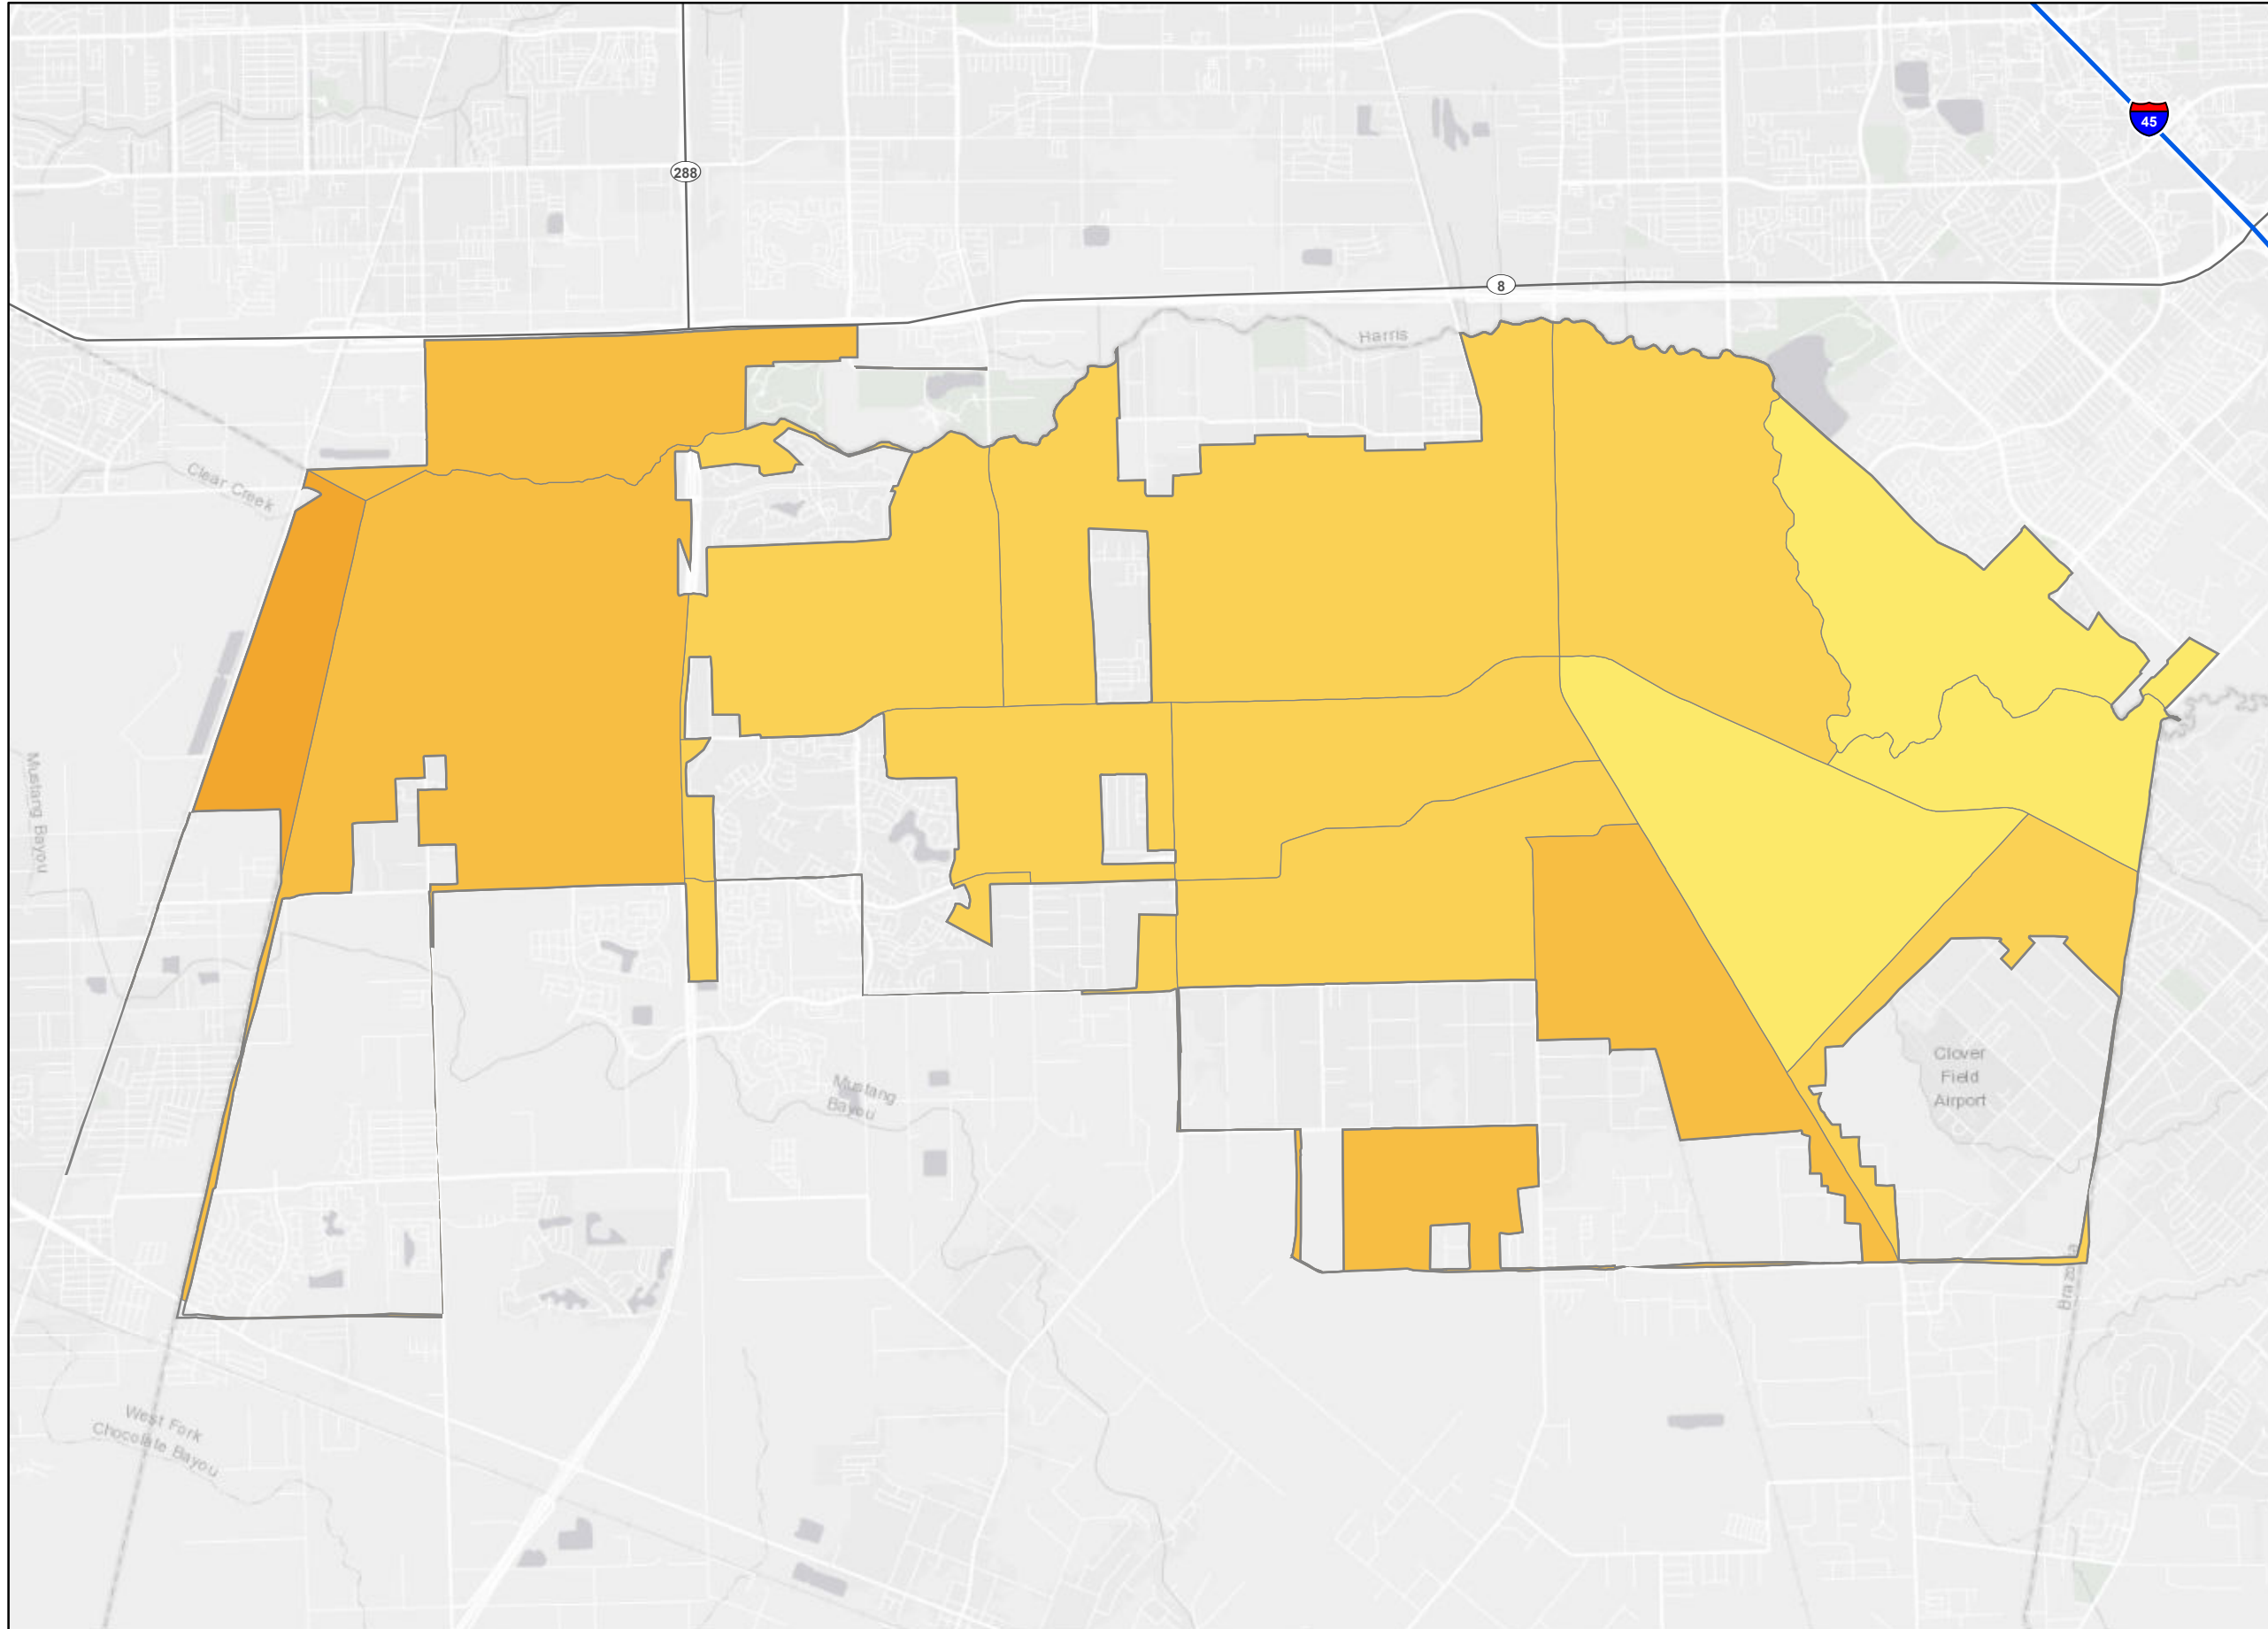 45
288
8
Harris
Clear Creek
Mustang Bayou
Clover
Field
Airport
Mustang
Bayou
West Fork
Chocolate Bayou